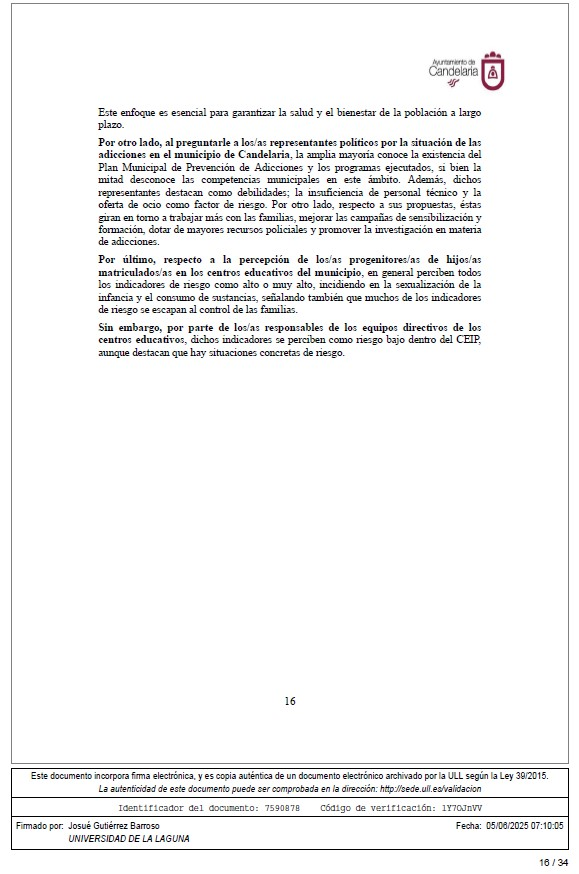 Ayuntamiento de
Candelaria
Este enfoque es esencial para garantizar la salud y el bienestar de la población a largo
plazo.
Por otro lado, al preguntarle a los/as representantes políticos por la situación de las
adicciones en el municipio de Candelaria, la amplia mayoría conoce la existencia del
Plan Municipal de Prevención de Adicciones y los programas ejecutados, si bien la
mitad desconoce las competencias municipales en este ámbito. Además, dichos
representantes destacan como debilidades; la insuficiencia de personal técnico y la
oferta de ocio como factor de riesgo. Por otro lado, respecto a sus propuestas, éstas
giran en torno a trabajar más con las familias, mejorar las campañas de sensibilización y
formación, dotar de mayores recursos policiales y promover la investigación en materia
de adicciones.
Por último, respecto a la percepción de los/as progenitores/as de hijos/as
matriculados/as en los centros educativos del municipio, en general perciben todos
los indicadores de riesgo como alto o muy alto, incidiendo en la sexualización de la
infancia y el consumo de sustancias, señalando también que muchos de los indicadores
de riesgo se escapan al control de las familias.
Sin embargo, por parte de los/as responsables de los equipos directivos de los
centros educativos, dichos indicadores se perciben como riesgo bajo dentro del CEIP,
aunque destacan que hay situaciones concretas de riesgo.
16
Este documento incorpora firma electrónica, y es copia auténtica de un documento electrónico archivado por la ULL según la Ley 39/2015.
La autenticidad de este documento puede ser comprobada en la dirección: http://sede.ull.es/validacion
Identificador del documento: 7590878 Código de verificación: 1Y7OJnVV
Firmado por: Josué Gutiérrez Barroso Fecha: 05/06/2025 07:10:05
UNIVERSIDAD DE LA LAGUNA
16 / 34